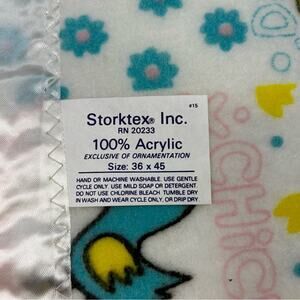 #15
Storktex® Inc.
RN 20233
100% Acrylic
EXCLUSIVE OF ORNAMENTATION
Size: 36 x 45
HAND OR MACHINE WASHABLE. USE GENTLE
CYCLE ONLY. USE MILD SOAP OR DETERGENT
DO NOT USE CHLORINE BLEACH. TUMBLE DRY
IN WASH AND WEAR CYCLE ONLY, OR DRIP DRY